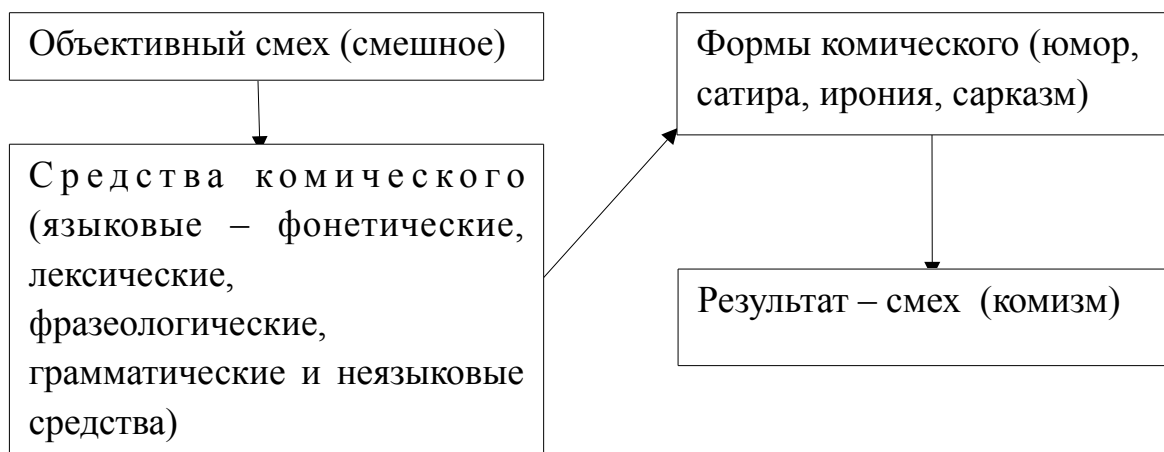 Объективный смех (смешное)
Средства комического
(языковые – фонетические,
лексические,
фразеологические,
грамматические и неязыковые
средства)
Формы комического (юмор,
сатира, ирония, сарказм)
Результат – смех (комизм)